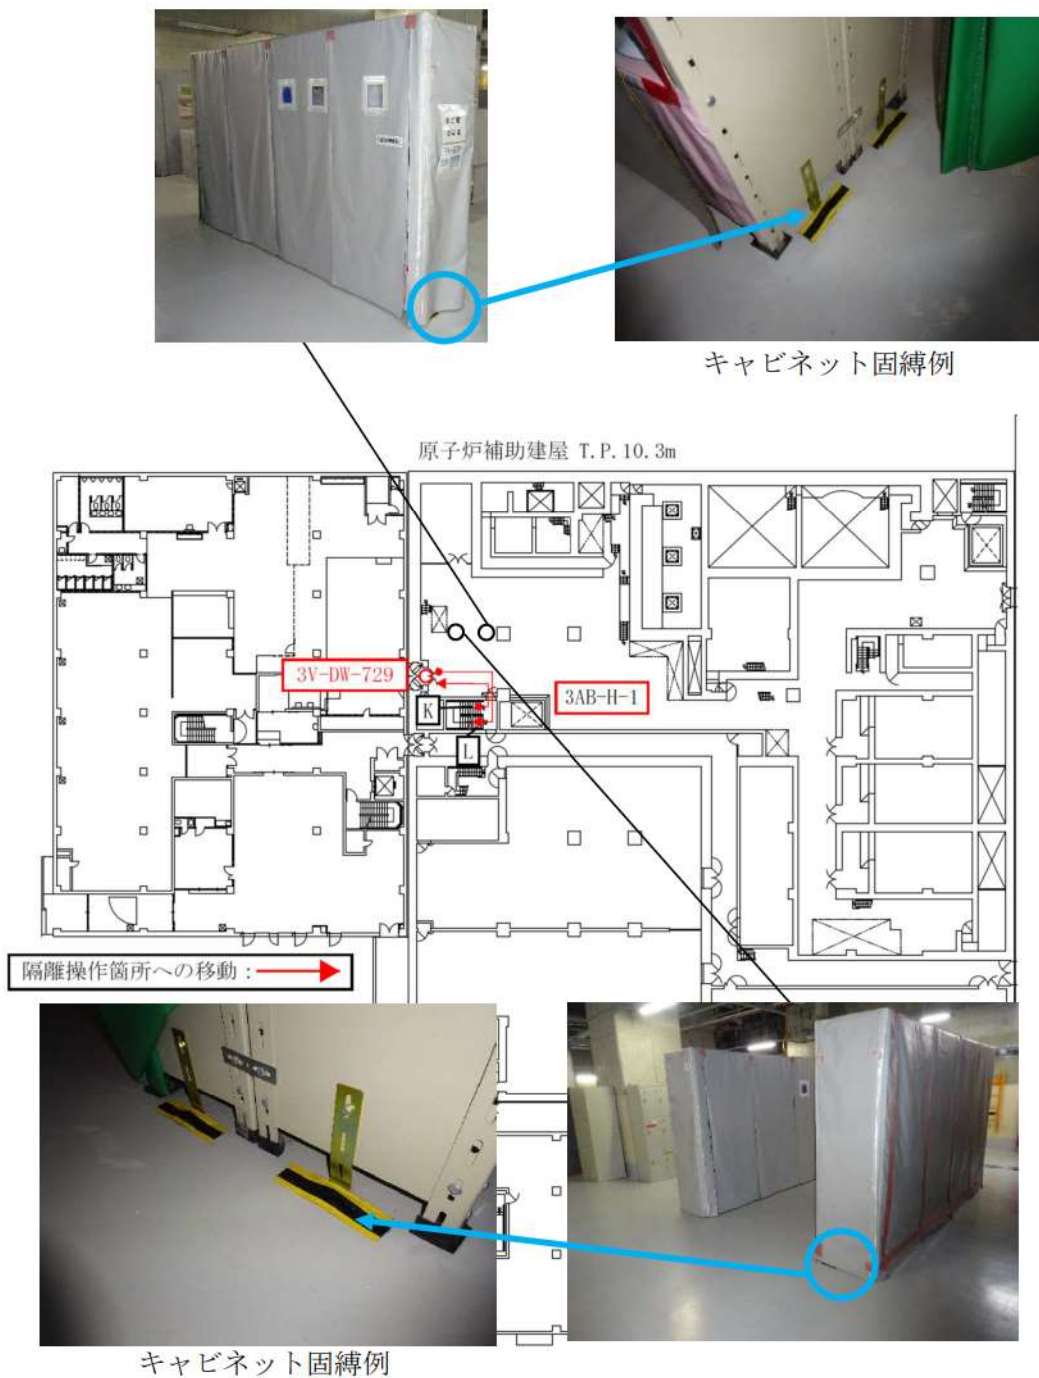 キャビネット固縛例
原子炉補助建屋 T.P.10.3m
3V-DW-729
3AB-H-1
K
L
隔離操作箇所への移動：
キャビネット固縛例